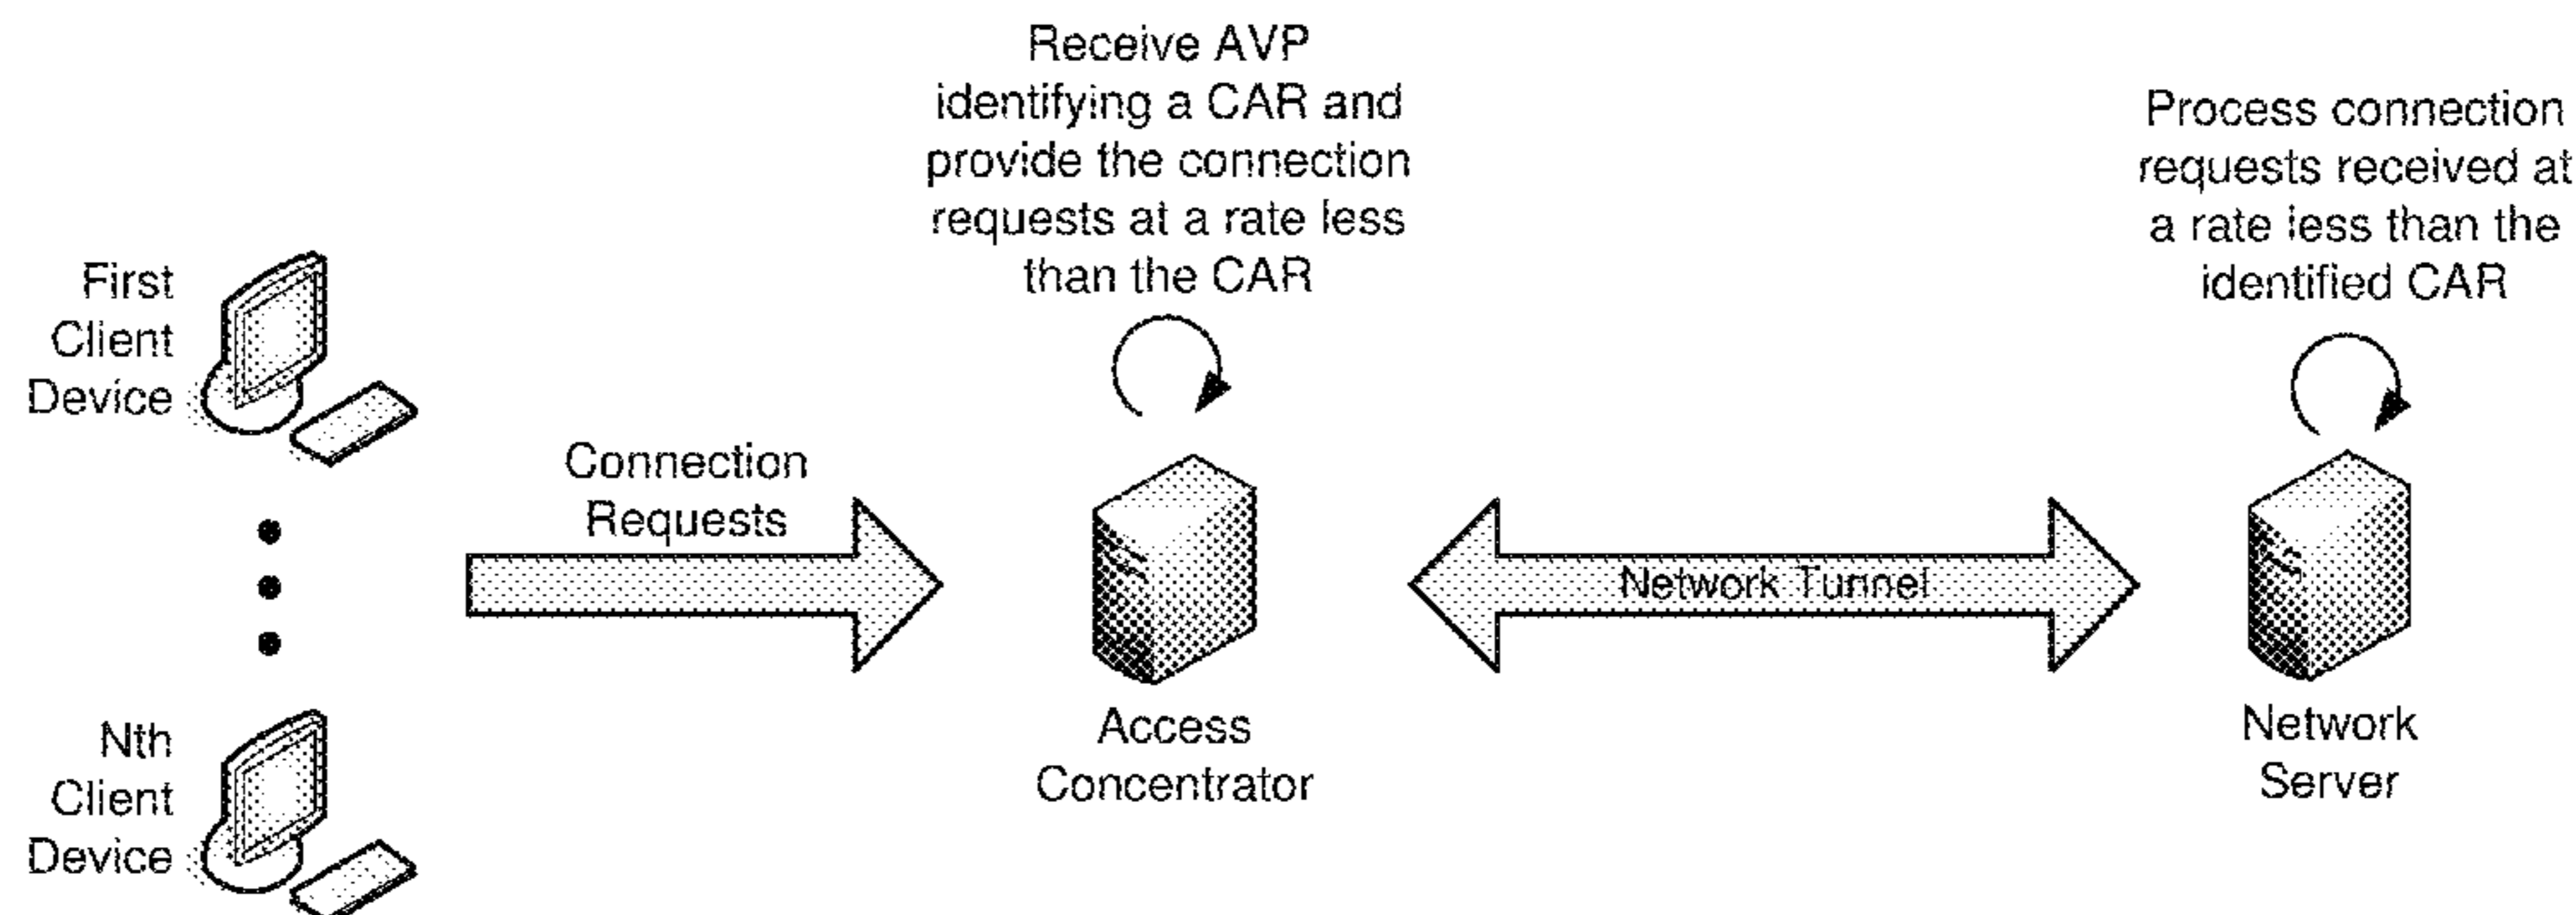 Receive AVP
identifying a CAR and
provide the connection
requests at a rate less
than the CAR
Process connection
requests received at
a rate less than the
identified CAR
First
Client
Device
Connection
Requests
Network Tunnel
Access
Concentrator
Network
Server
Nth
Client
Device